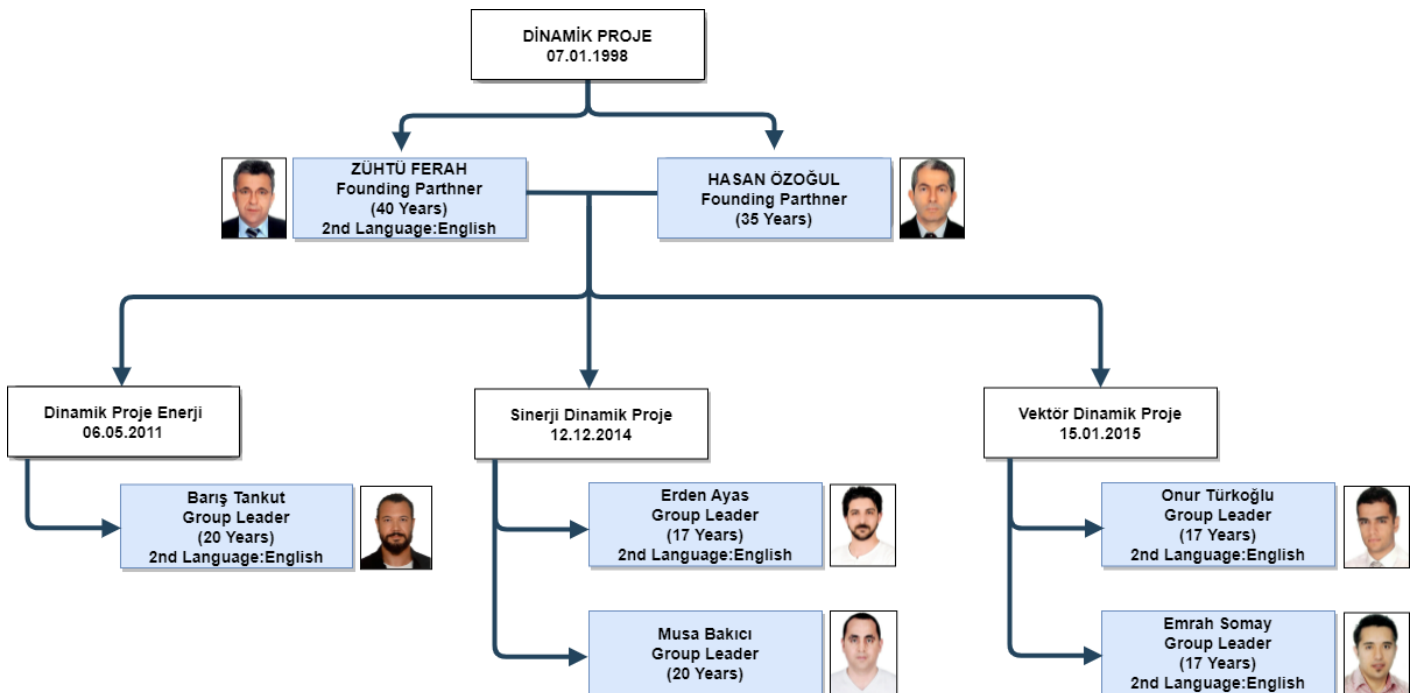 DİNAMİK PROJE
07.01.1998
ZÜHTÜ FERAH
Founding Parthner
(40 Years)
2nd Language:English
HASAN ÖZOĞUL
Founding Parthner
(35 Years)
Dinamik Proje Enerji
06.05.2011
Sinerji Dinamik Proje
12.12.2014
Vektör Dinamik Proje
15.01.2015
Barış Tankut
Group Leader
(20 Years)
2nd Language:English
Erden Ayas
Group Leader
(17 Years)
2nd Language:English
Onur Türkoğlu
Group Leader
(17 Years)
2nd Language:English
Musa Bakıcı
Group Leader
(20 Years)
Emrah Somay
Group Leader
(17 Years)
2nd Language:English